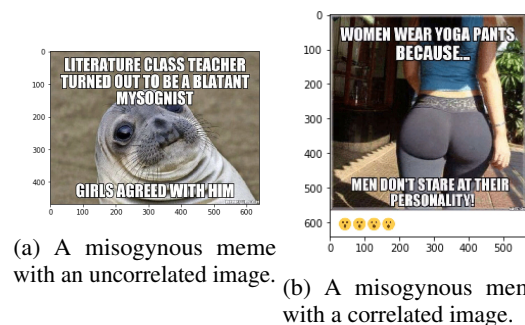 0
100
200
300
400
0 100 200 300 400 500 600
LITERATURE CLASS TEACHER
TURNED OUT TO BE A BLATANT
MYSOGNIST
GIRLS AGREED WITH HIM
(a) A misogynous meme
with an uncorrelated image.
0
100
200
300
400
500
600
0 100 200 300 400 500
WOMEN WEAR YOGA PANTS
BECAUSE...
MEN DON'T STARE AT THEIR
PERSONALITY!
(b) A misogynous mem
with a correlated image.